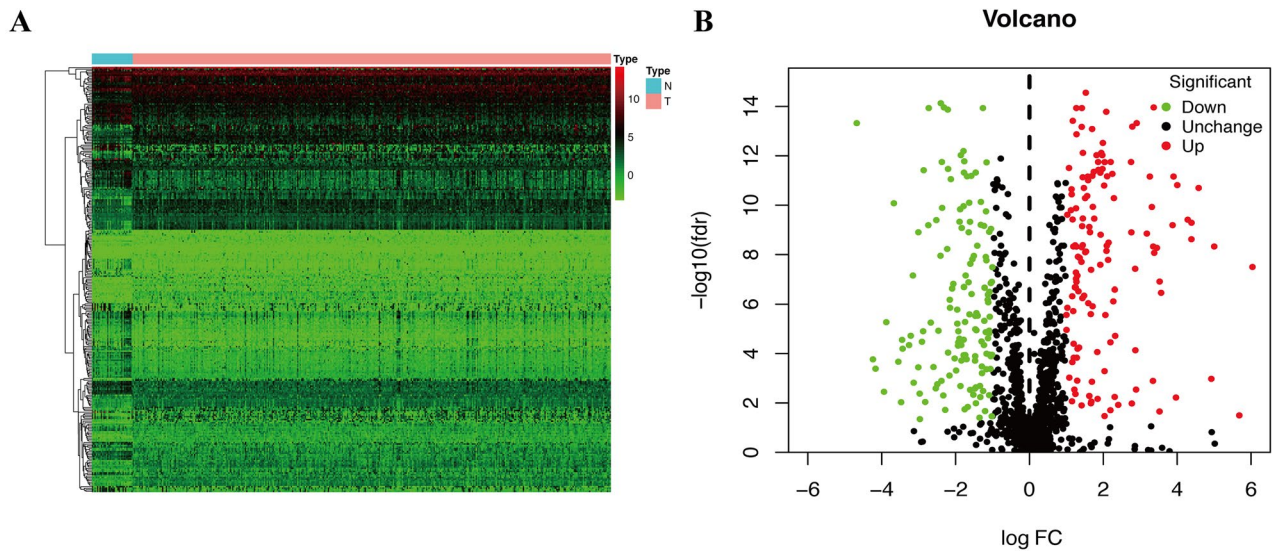 A
Type
10
5
0
Type
N
T
B
Volcano
Significant
Down
Unchange
Up
-log10(fdr)
14
12
10
8
6
4
2
0
−6 −4 −2 0 2 4 6
log FC